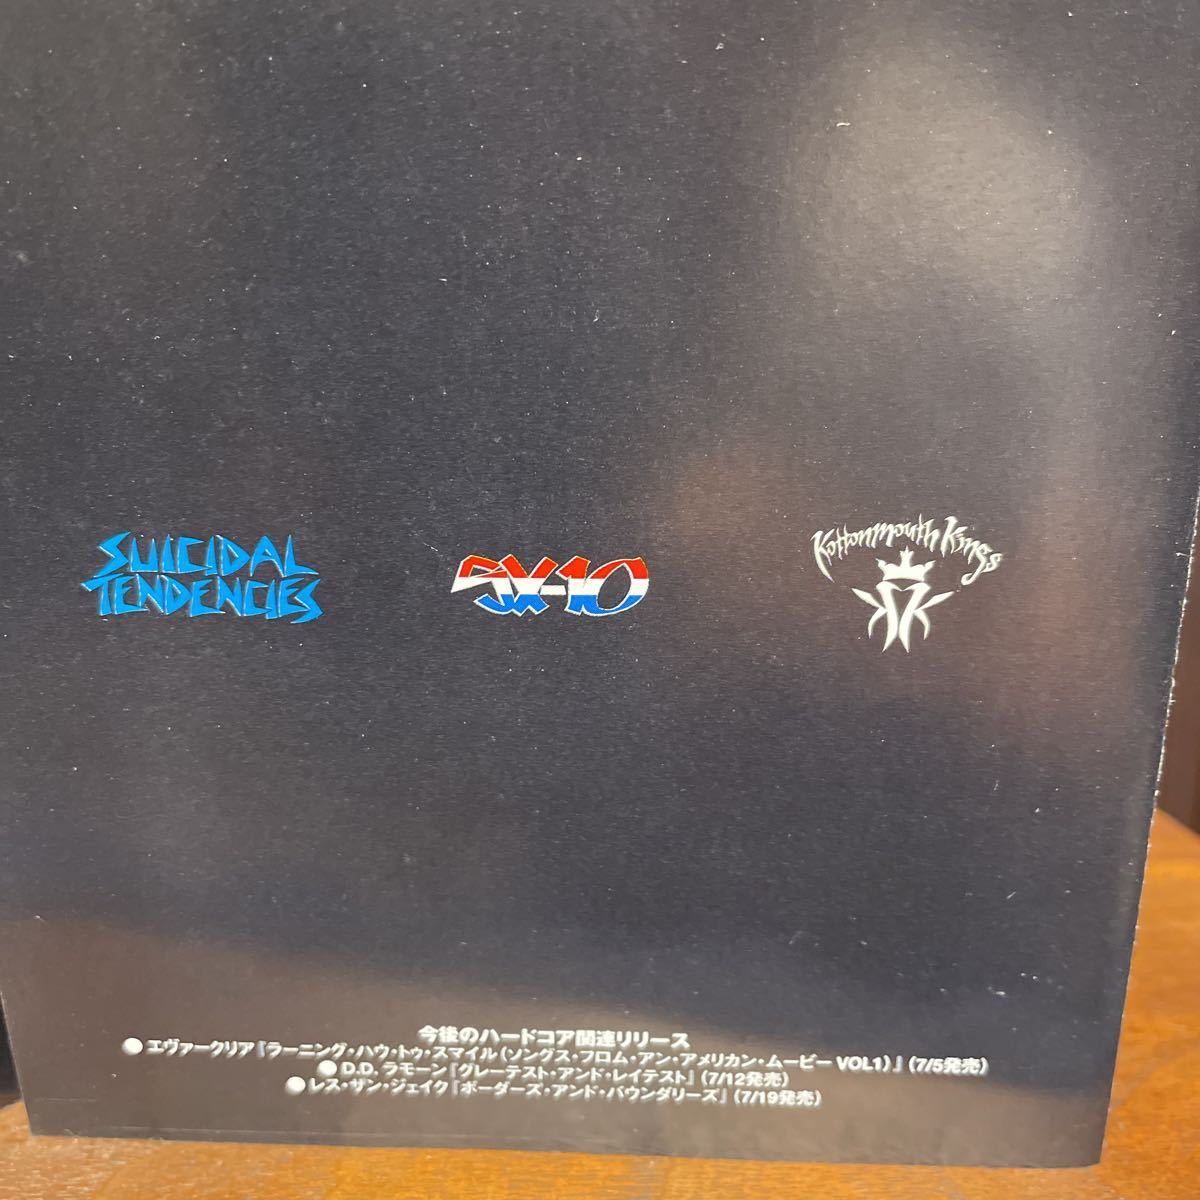 SUICIDAL
TENDENCIES
SX-10
Kottonmouth Kings
今後のハードコア関連リリース
●エヴァークリア『ラーニング・ハウ・トゥ・スマイル(ソングス・フロム・アン・アメリカン・ムービー VOL1)』(7/5発売)
●D.D. ラモーン『グレーテスト・アンド・レイテスト』(7/12発売)
●レス・ザン・ジェイク『ボーダーズ・アンド・バウンダリーズ』(7/19発売)